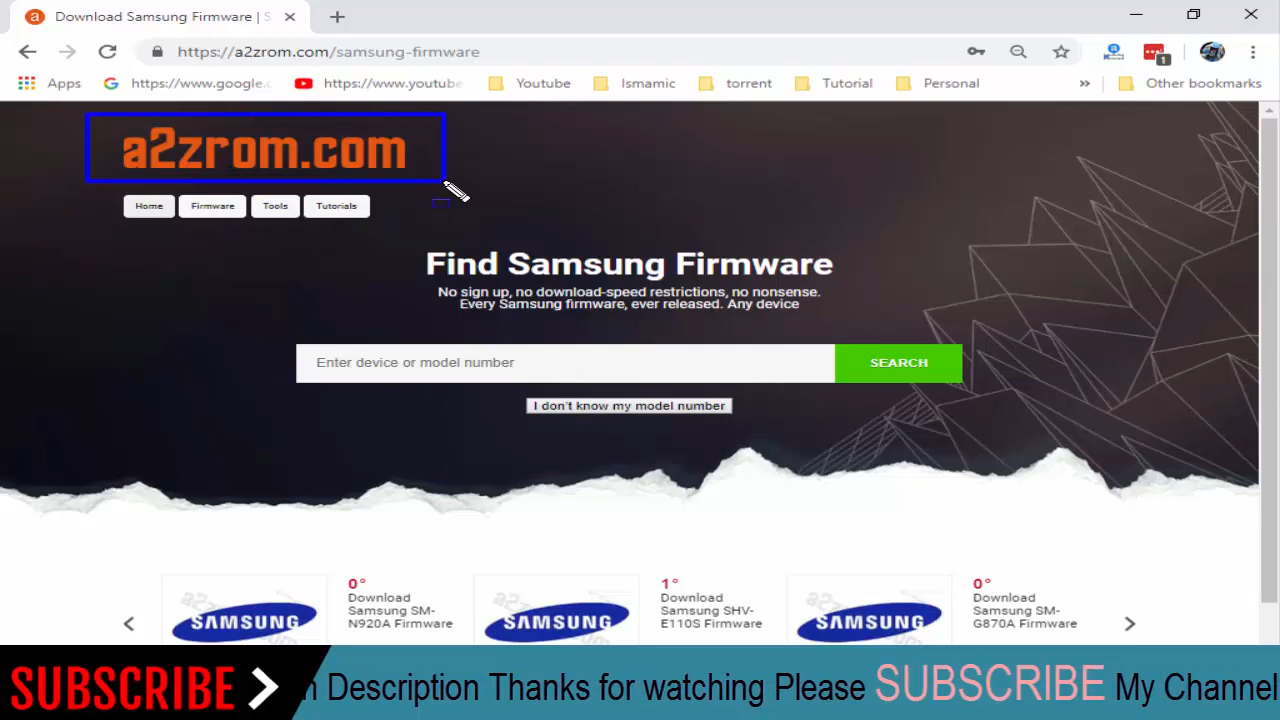 Download Samsung Firmware | S
https://a2zrom.com/samsung-firmware
1
Apps
https://www.google.c
https://www.youtube
Youtube
Ismamic
torrent
Tutorial
Personal
»
Other bookmarks
a2zrom.com
Home
Firmware
Tools
Tutorials
Find Samsung Firmware
No sign up, no download-speed restrictions, no nonsense.
Every Samsung firmware, ever released. Any device
Enter device or model number
SEARCH
I don't know my model number
SAMSUNG
0°
Download
Samsung SM-
N920A Firmware
SAMSUNG
1°
Download
Samsung SHV-
E110S Firmware
SAMSUNG
0°
Download
Samsung SM-
G870A Firmware
SUBSCRIBE
n Description Thanks for watching Please SUBSCRIBE My Channel